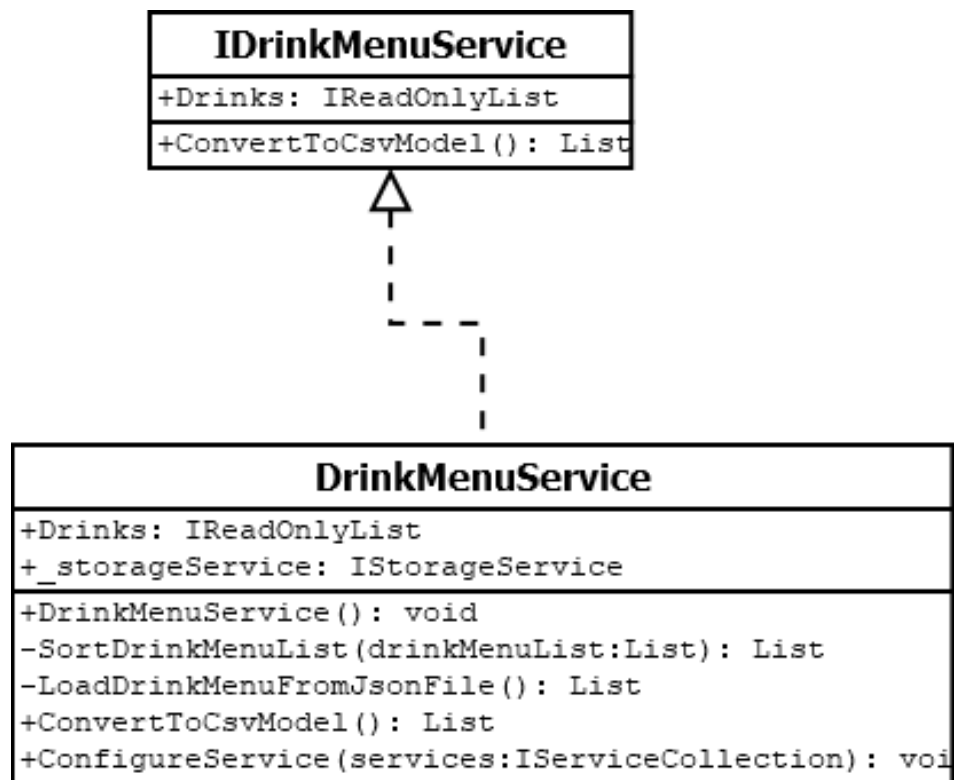 IDrinkMenuService
+Drinks: IReadOnlyList
+ConvertToCsvModel(): List
DrinkMenuService
+Drinks: IReadOnlyList
+_storageService: IStorageService
+DrinkMenuService(): void
-SortDrinkMenuList(drinkMenuList:List): List
-LoadDrinkMenuFromJsonFile(): List
+ConvertToCsvModel(): List
+ConfigureService(services:IServiceCollection): voi